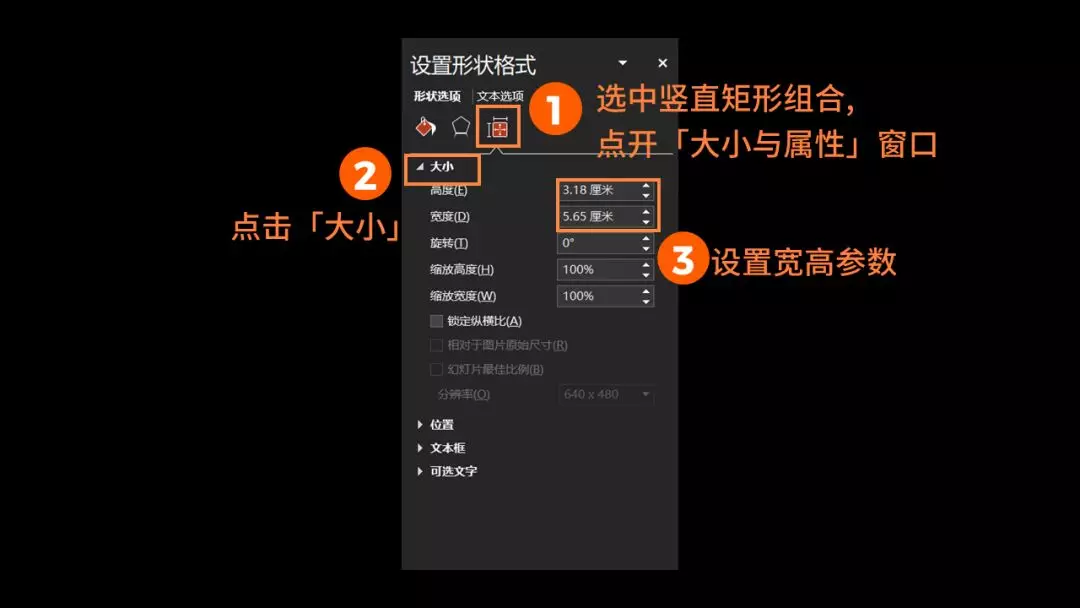 设置形状格式
形状选项 文本选项
1 选中竖直矩形组合,
点开「大小与属性」窗口
2 大小
点击「大小」
高度(E) 3.18 厘米
宽度(D) 5.65 厘米
旋转(T) 0°
3 设置宽高参数
缩放高度(H) 100%
缩放宽度(W) 100%
锁定纵横比(A)
相对于图片原始尺寸(R)
幻灯片最佳比例(B)
分辨率(O) 640 x 480
位置
文本框
可选文字